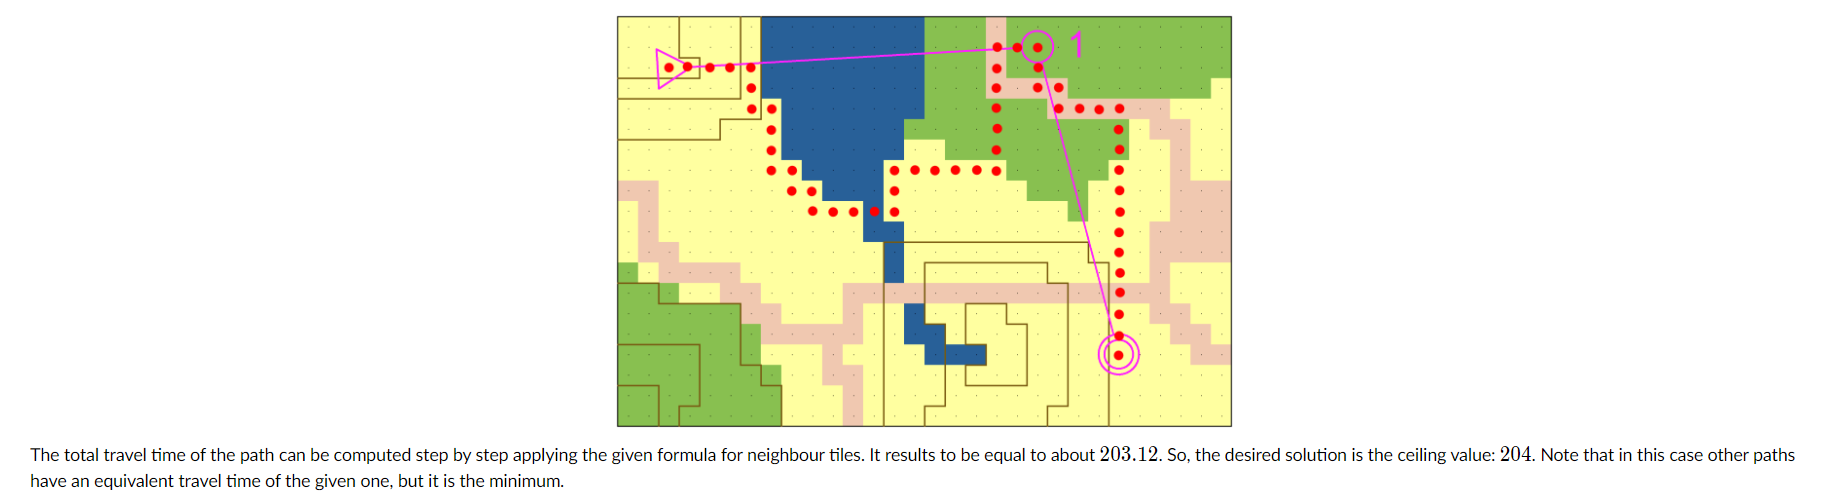 1
The total travel time of the path can be computed step by step applying the given formula for neighbour tiles. It results to be equal to about 203.12. So, the desired solution is the ceiling value: 204. Note that in this case other paths
have an equivalent travel time of the given one, but it is the minimum.